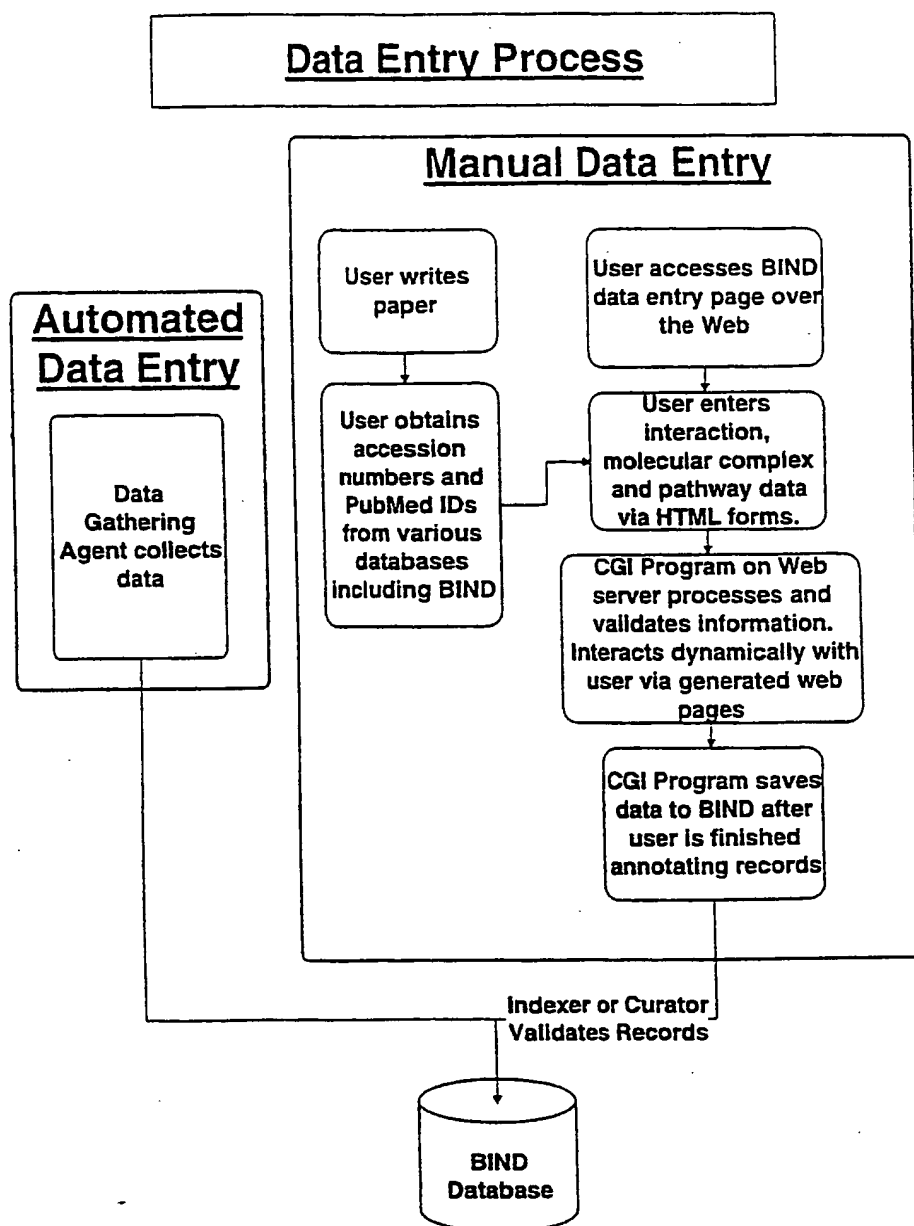 Data Entry Process
Manual Data Entry
User writes
paper
User accesses BIND
data entry page over
the Web
Automated
Data Entry
User obtains
accession
numbers and
PubMed IDs
from various
databases
including BIND
User enters
interaction,
molecular complex
and pathway data
via HTML forms.
Data
Gathering
Agent collects
data
CGI Program on Web
server processes and
validates information.
Interacts dynamically with
user via generated web
pages
CGI Program saves
data to BIND after
user is finished
annotating records
Indexer or Curator
Validates Records
BIND
Database